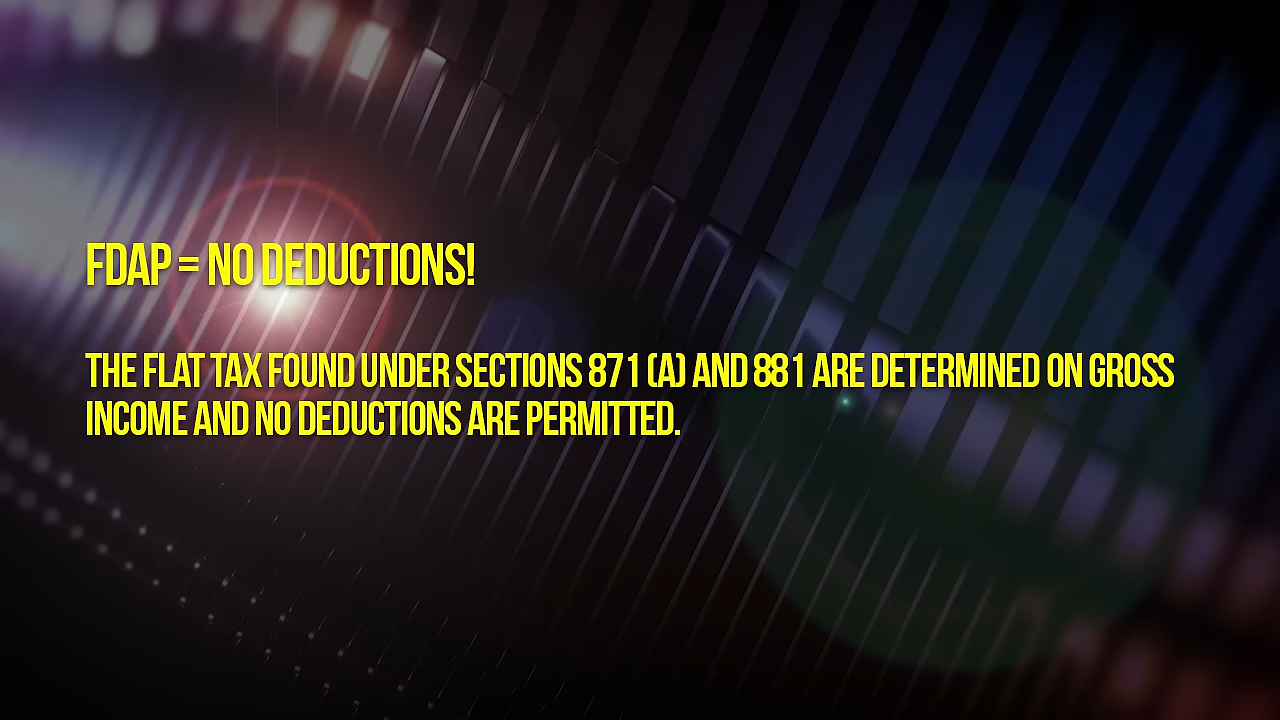 FDAP = NO DEDUCTIONS!
THE FLAT TAX FOUND UNDER SECTIONS 871 (A) AND 881 ARE DETERMINED ON GROSS
INCOME AND NO DEDUCTIONS ARE PERMITTED.